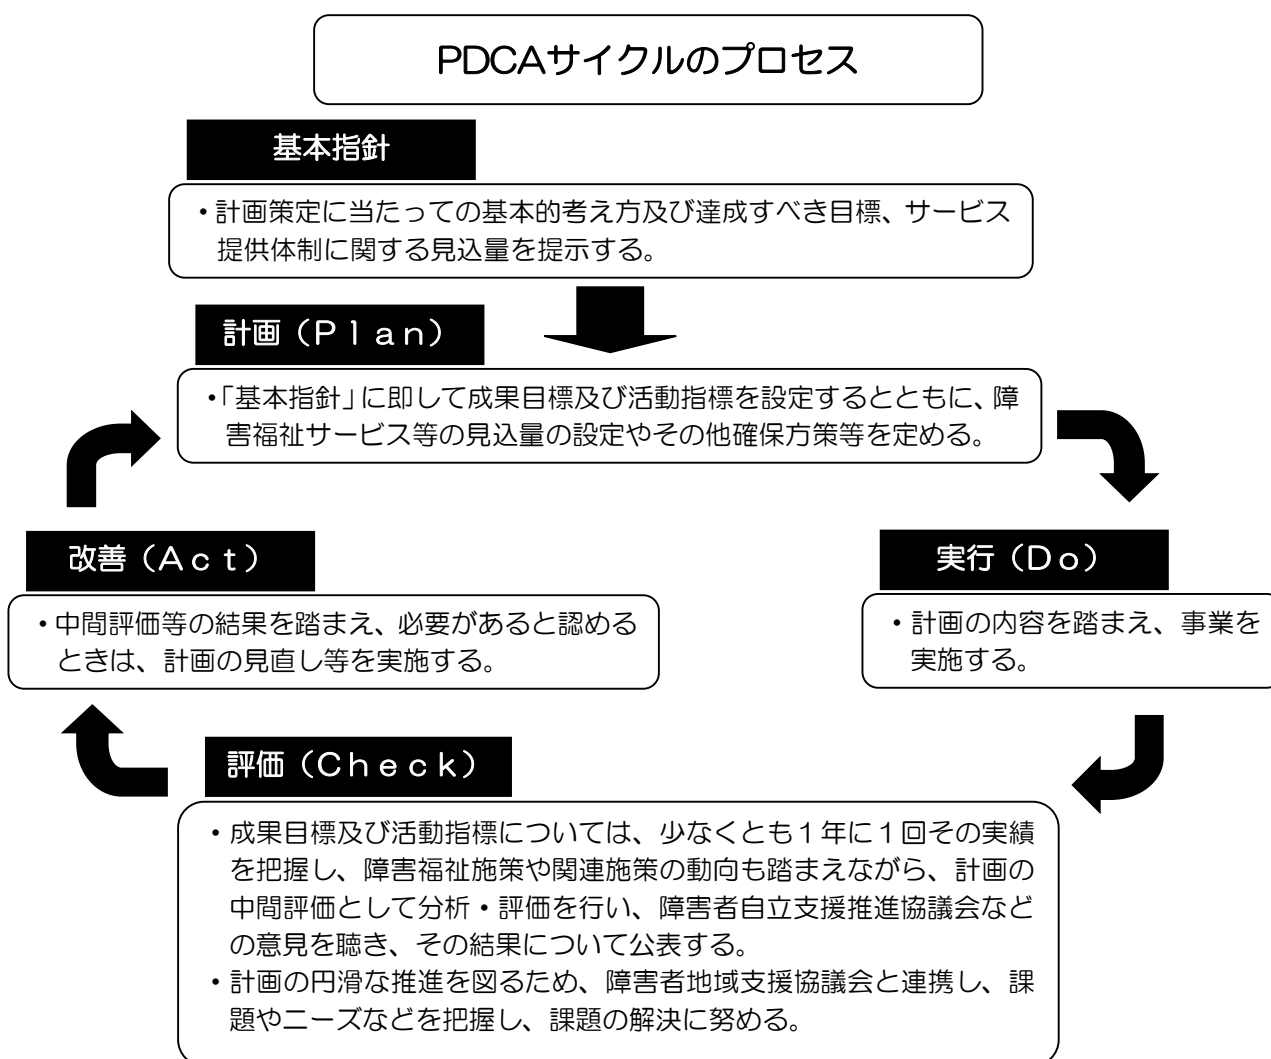 PDCAサイクルのプロセス
基本指針
・計画策定に当たっての基本的考え方及び達成すべき目標、サービス
提供体制に関する見込量を提示する。
計画（Ｐｌａｎ）
・「基本指針」に即して成果目標及び活動指標を設定するとともに、障
害福祉サービス等の見込量の設定やその他確保方策等を定める。
改善（Ａｃｔ）
・中間評価等の結果を踏まえ、必要があると認める
ときは、計画の見直し等を実施する。
実行（Ｄｏ）
・計画の内容を踏まえ、事業を
実施する。
評価（Ｃｈｅｃｋ）
・成果目標及び活動指標については、少なくとも１年に１回その実績
を把握し、障害福祉施策や関連施策の動向も踏まえながら、計画の
中間評価として分析・評価を行い、障害者自立支援推進協議会など
の意見を聴き、その結果について公表する。
・計画の円滑な推進を図るため、障害者地域支援協議会と連携し、課
題やニーズなどを把握し、課題の解決に努める。